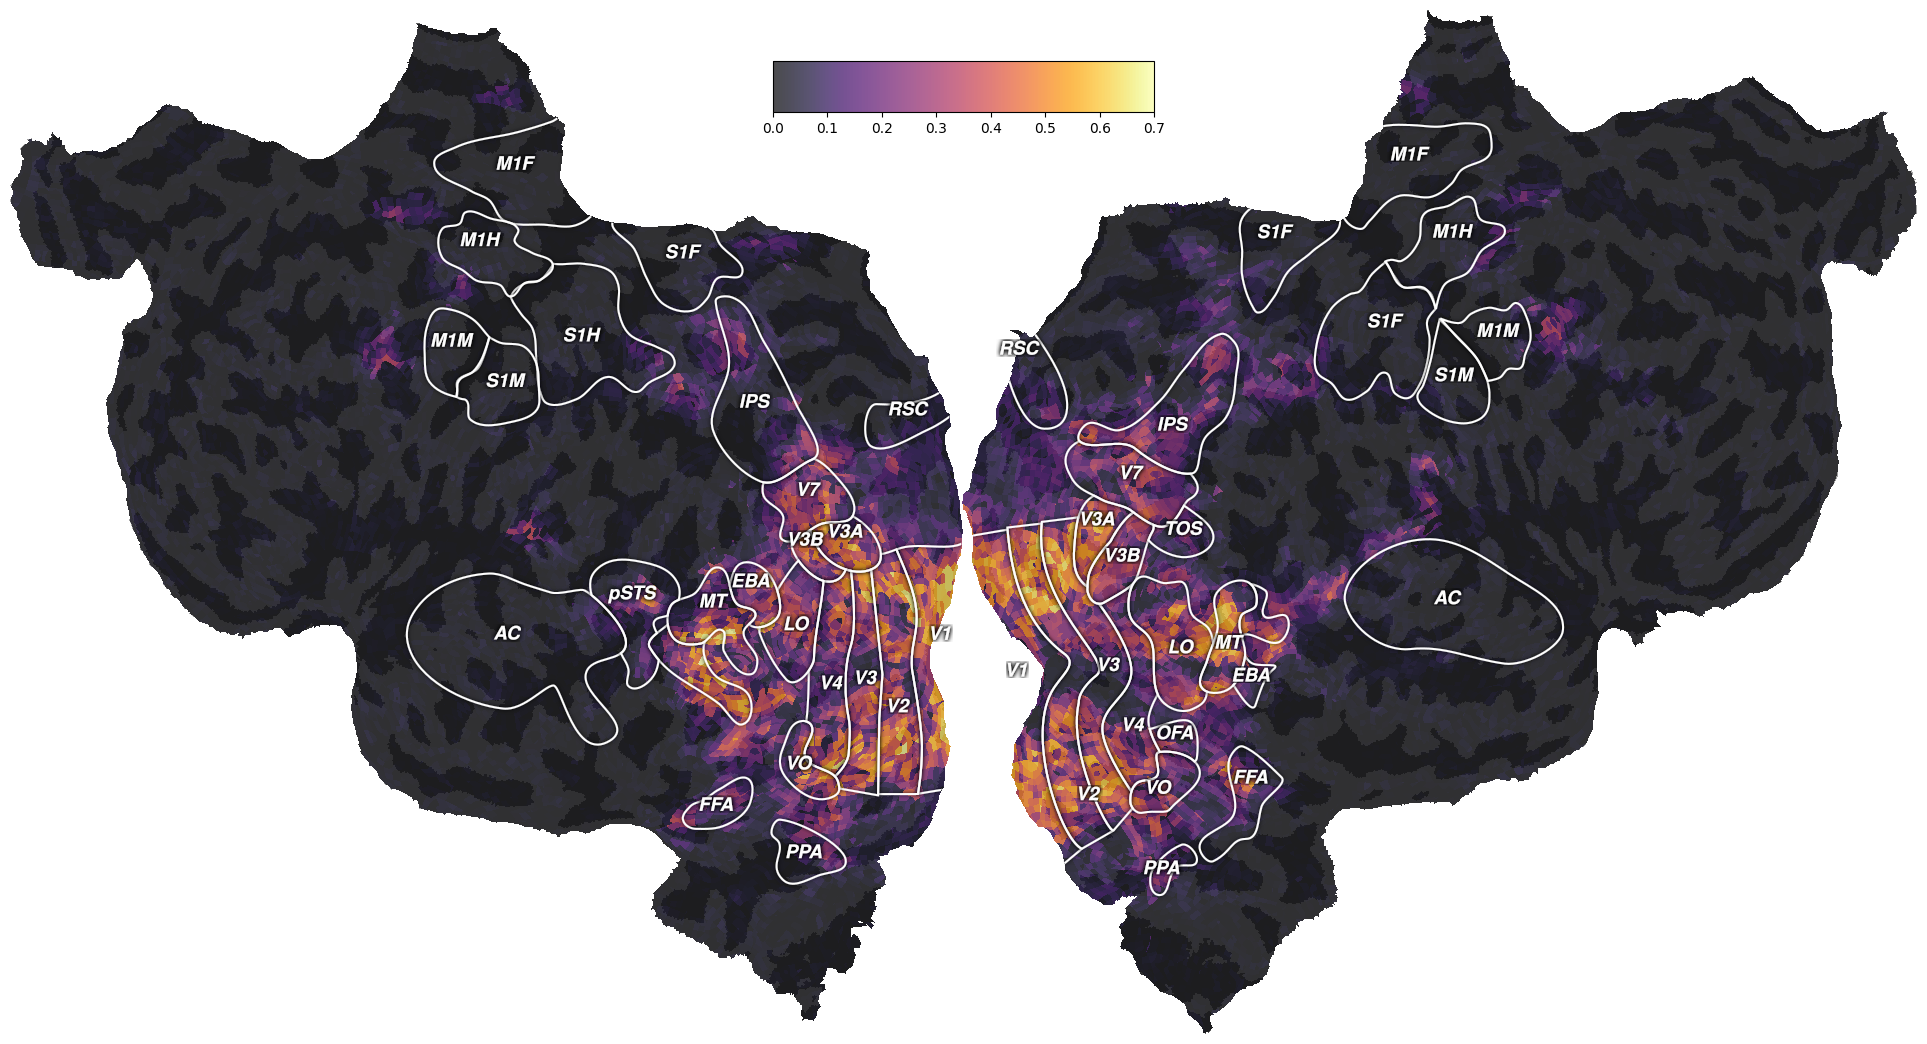 0.0 0.1 0.2 0.3 0.4 0.5 0.6 0.7
M1F
M1H
S1F
M1M
S1H
S1M
IPS
RSC
V7
V3B
V3A
EBA
pSTS
MT
AC
LO
V1
V4
V3
V2
VO
FFA
PPA
M1F
S1F
M1H
RSC
S1F
M1M
S1M
IPS
V7
V3A
TOS
V3B
AC
LO
MT
V1
V3
EBA
V4
OFA
FFA
VO
V2
PPA